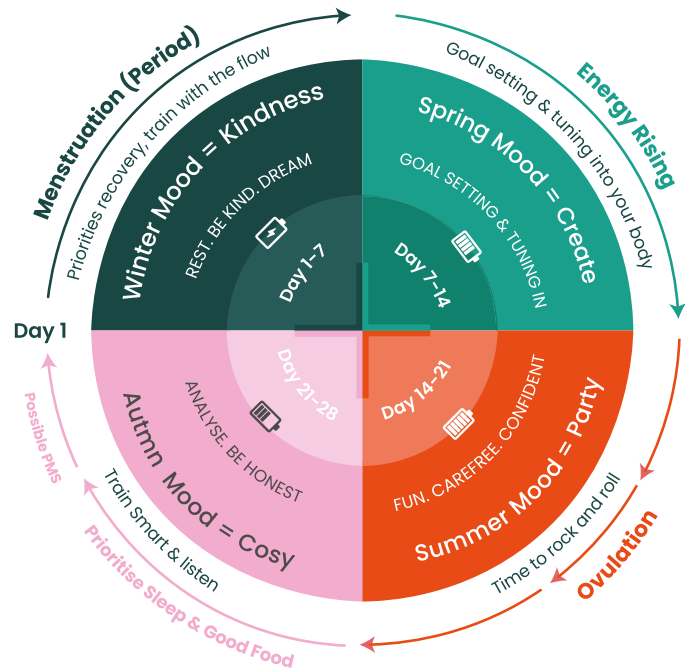 Menstruation (Period)
Priorities recovery, train with the flow
Winter Mood = Kindness
REST. BE KIND. DREAM
Day 1-7
Energy Rising
Goal setting & tuning into your body
Spring Mood = Create
GOAL SETTING & TUNING IN
Day 7-14
Day 1
Day 14-21
FUN. CAREFREE. CONFIDENT
Summer Mood = Party
Time to rock and roll
Ovulation
Day 21-28
ANALYSE. BE HONEST
Autmn Mood = Cosy
Train Smart & listen
Prioritise Sleep & Good Food
Possible PMS